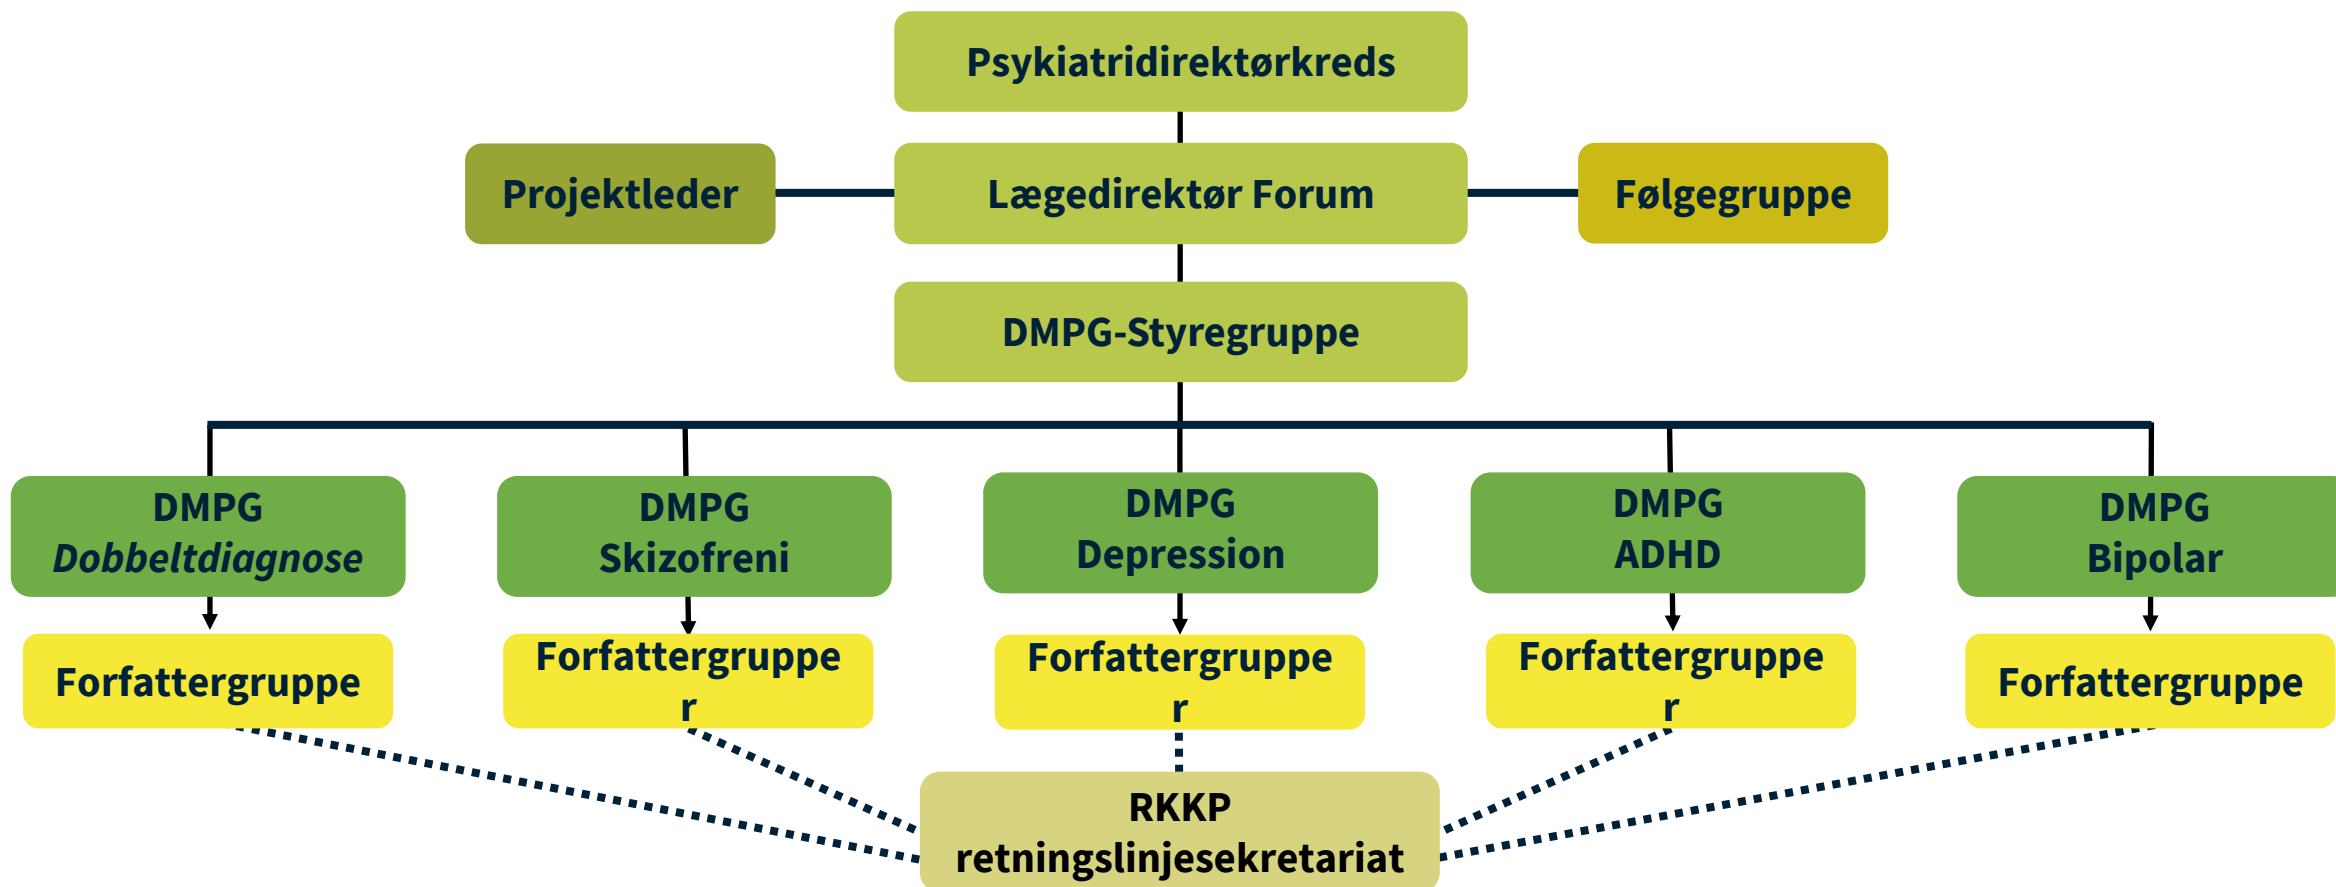 Psykiatridirektørkreds
Projektleder
Lægedirektør Forum
Følgegruppe
DMPG-Styregruppe
DMPG
Dobbeltdiagnose
DMPG
Skizofreni
DMPG
Depression
DMPG
ADHD
DMPG
Bipolar
Forfattergruppe
Forfattergruppe
r
Forfattergruppe
r
Forfattergruppe
r
Forfattergruppe
RKKP
retningslinjesekretariat